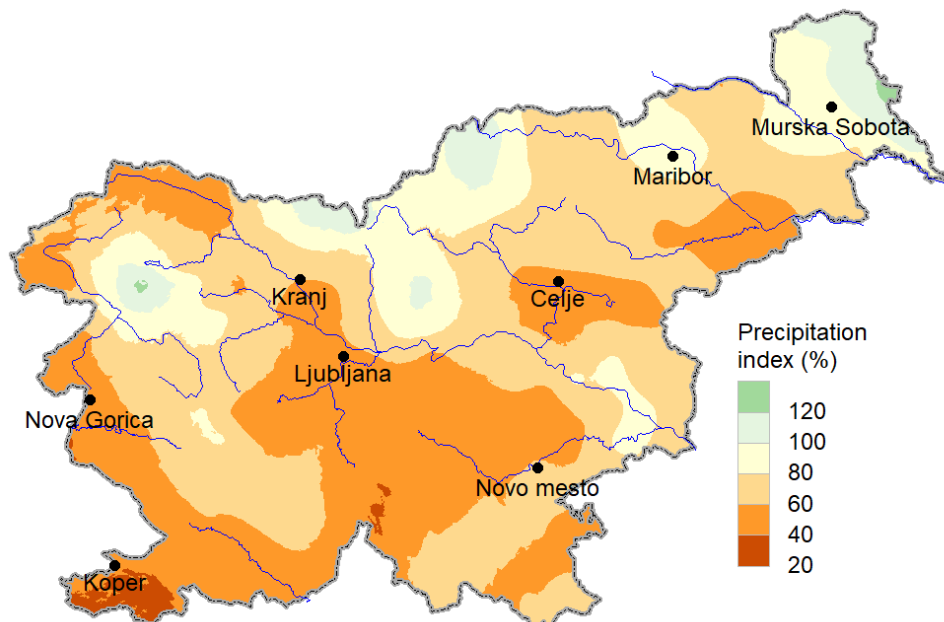 Murska Sobota
Maribor
Kranj
Celje
Ljubljana
Nova Gorica
Novo mesto
Koper
Precipitation
index (%)
120
100
80
60
40
20